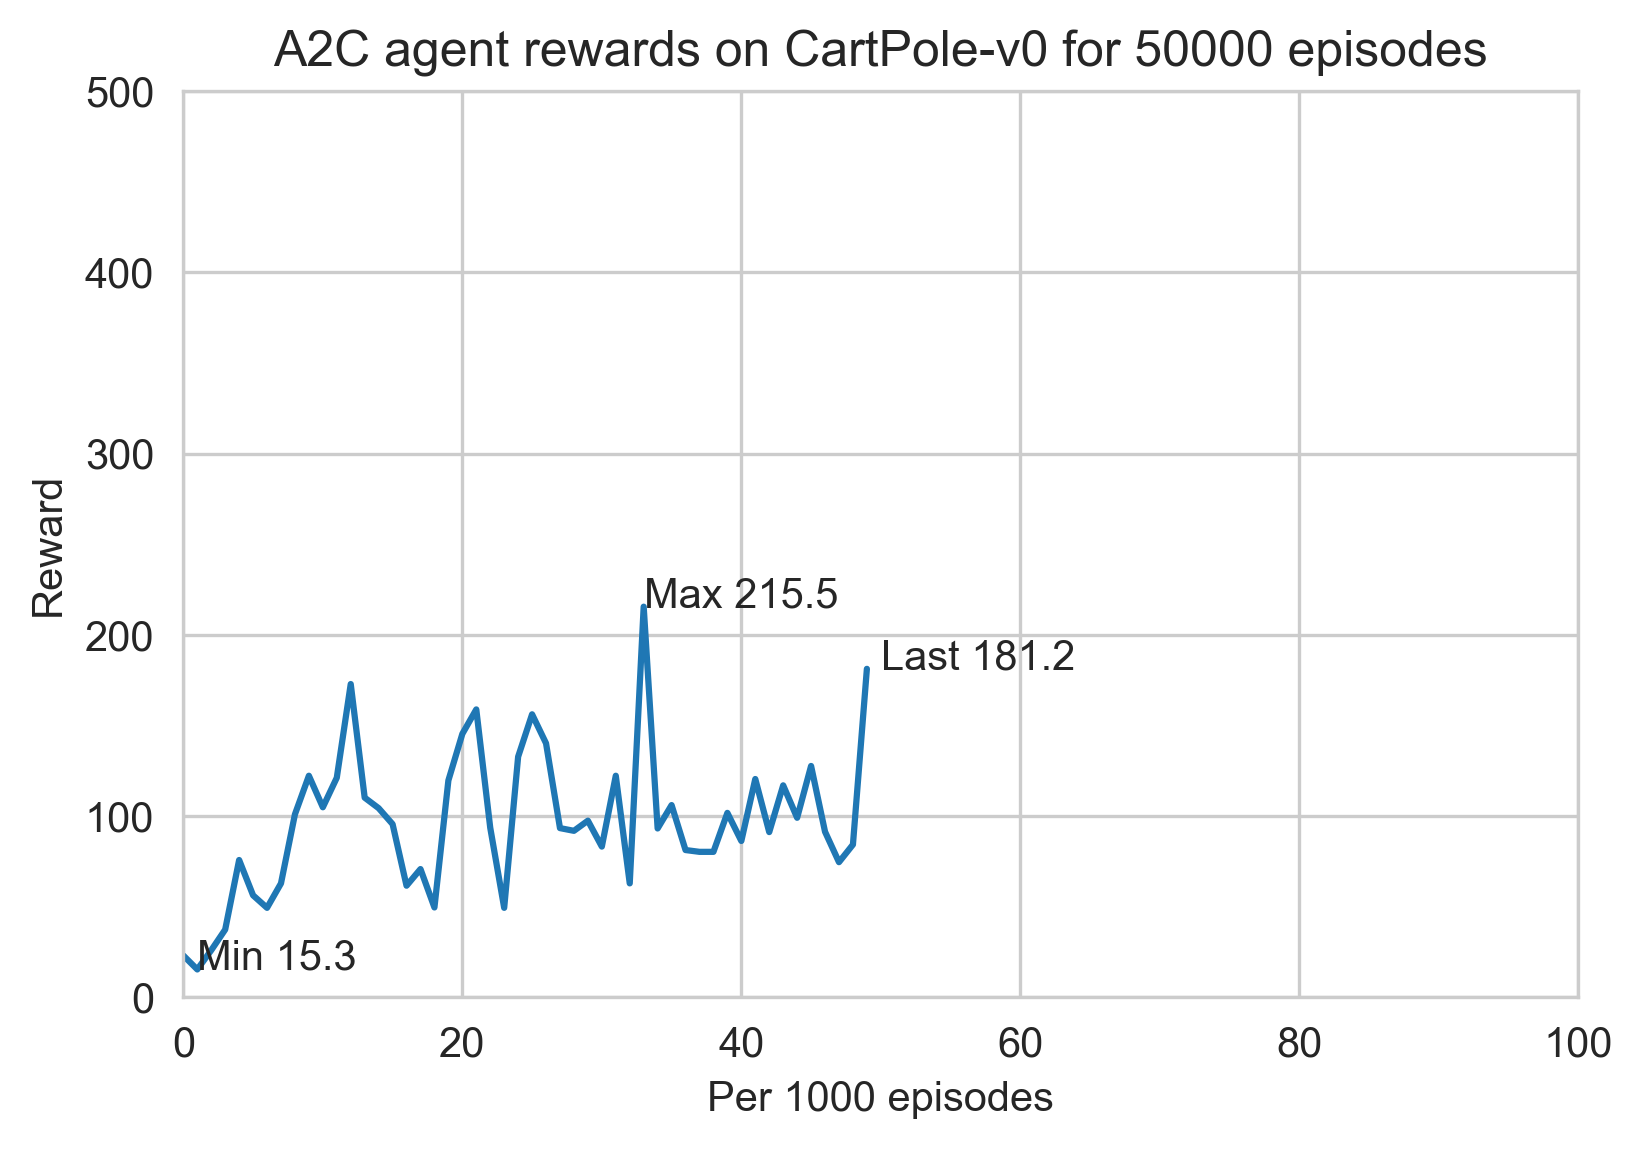 A2C agent rewards on CartPole-v0 for 50000 episodes
500
400
300
200
100
0
Reward
Max 215.5
Last 181.2
Min 15.3
0 20 40 60 80 100
Per 1000 episodes